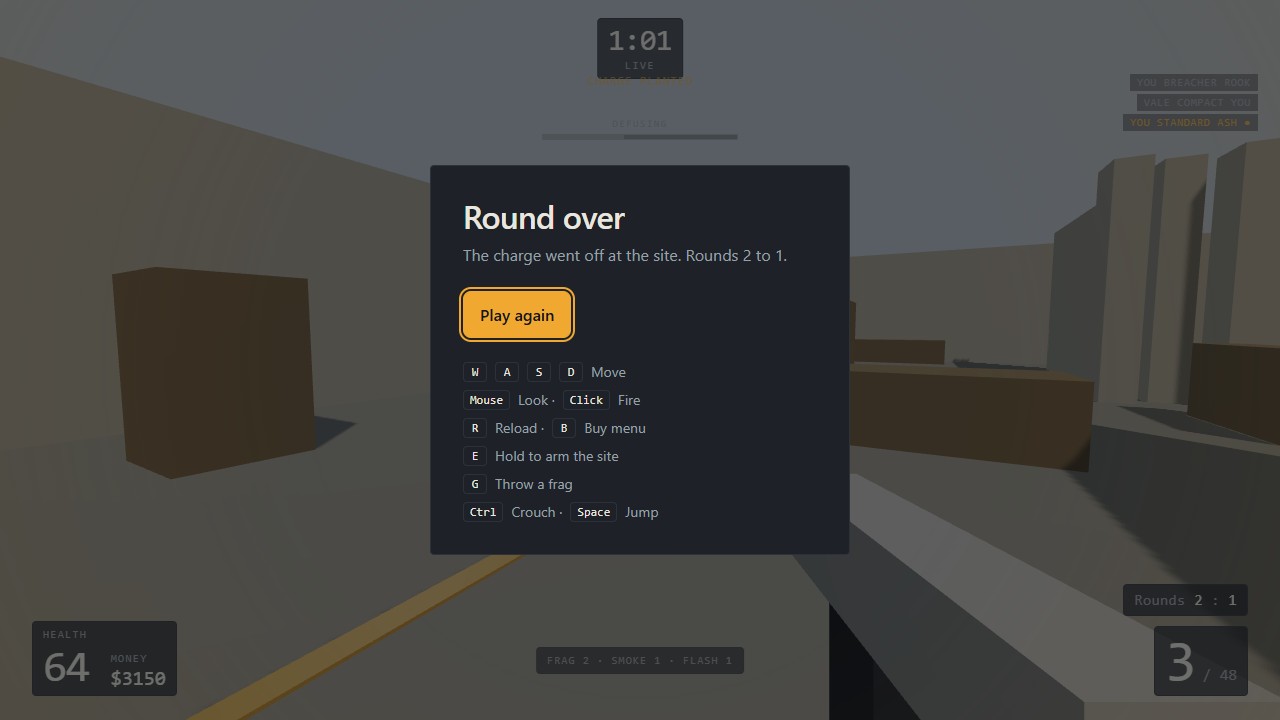 1:01
LIVE
DEFUSING
YOU BREACHER ROOK
VALE COMPACT YOU
YOU STANDARD ASH
Round over
The charge went off at the site. Rounds 2 to 1.
Play again
W A S D Move
Mouse Look · Click Fire
R Reload · B Buy menu
E Hold to arm the site
G Throw a frag
Ctrl Crouch · Space Jump
Rounds 2 : 1
HEALTH
64
MONEY
$3150
FRAG 2 · SMOKE 1 · FLASH 1
3 / 48